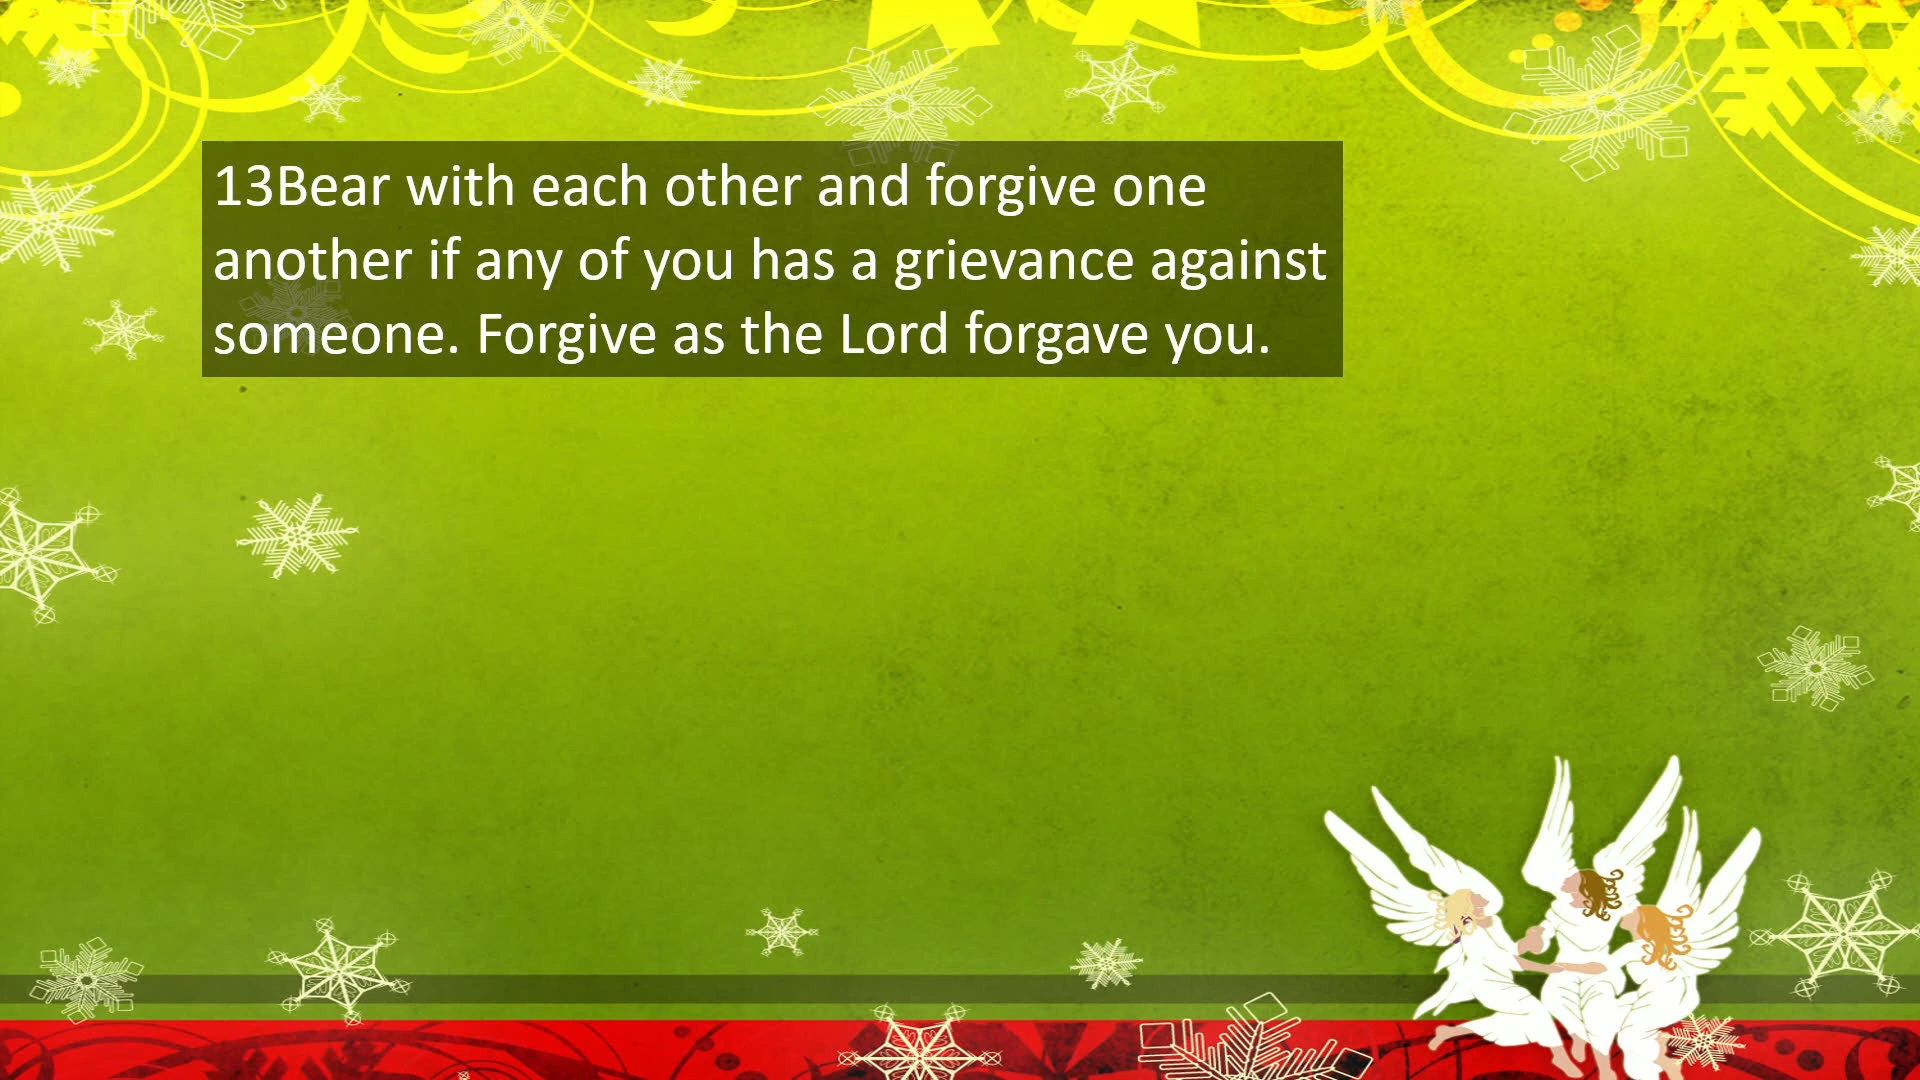 13Bear with each other and forgive one
another if any of you has a grievance against
someone. Forgive as the Lord forgave you.